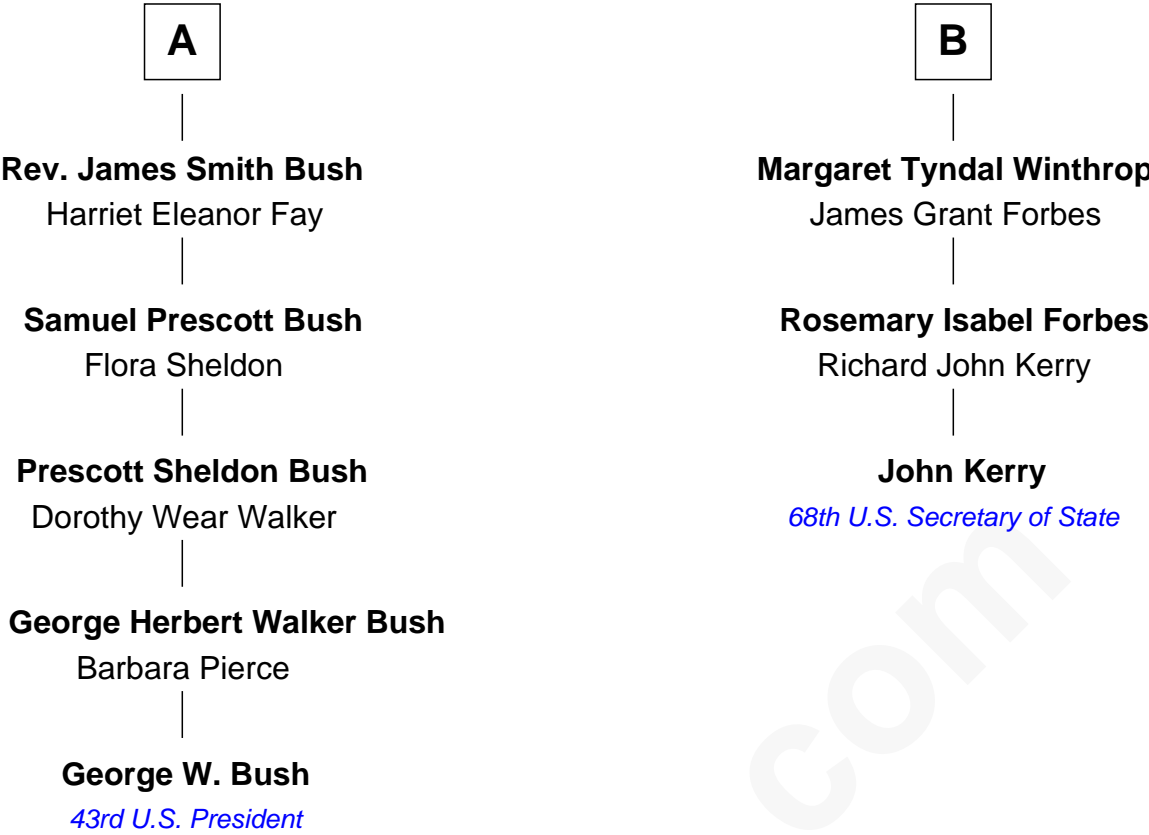 A
Rev. James Smith Bush
Harriet Eleanor Fay
Samuel Prescott Bush
Flora Sheldon
Prescott Sheldon Bush
Dorothy Wear Walker
George Herbert Walker Bush
Barbara Pierce
George W. Bush
43rd U.S. President
B
Margaret Tyndal Winthrop
James Grant Forbes
Rosemary Isabel Forbes
Richard John Kerry
John Kerry
68th U.S. Secretary of State
com